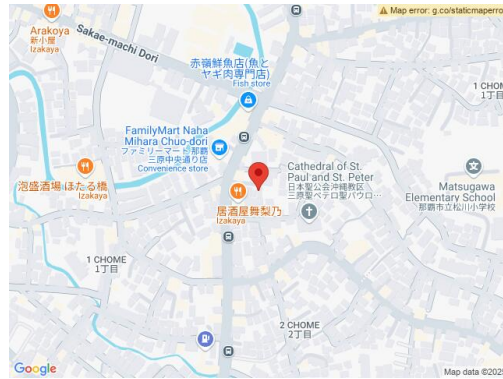 ⚠ Map error: g.co/staticmaperro
Arakoya
新小屋
Izakaya
Sakae-machi Dori
赤嶺鮮魚店(魚と
ヤギ肉専門店)
Fish store
1 CHOME
1丁目
FamilyMart Naha
Mihara Chuo-dori
ファミリーマート 那覇
三原中央通り店
Convenience store
Cathedral of St.
Paul and St. Peter
日本聖公会沖縄教区
三原聖ペテロ聖パウロ...
Matsugawa
Elementary School
那覇市立松川小学校
泡盛酒場 ほたる橋
Izakaya
居酒屋舞梨乃
Izakaya
1 CHOME
1丁目
2 CHOME
2丁目
Google
Map data ©2025